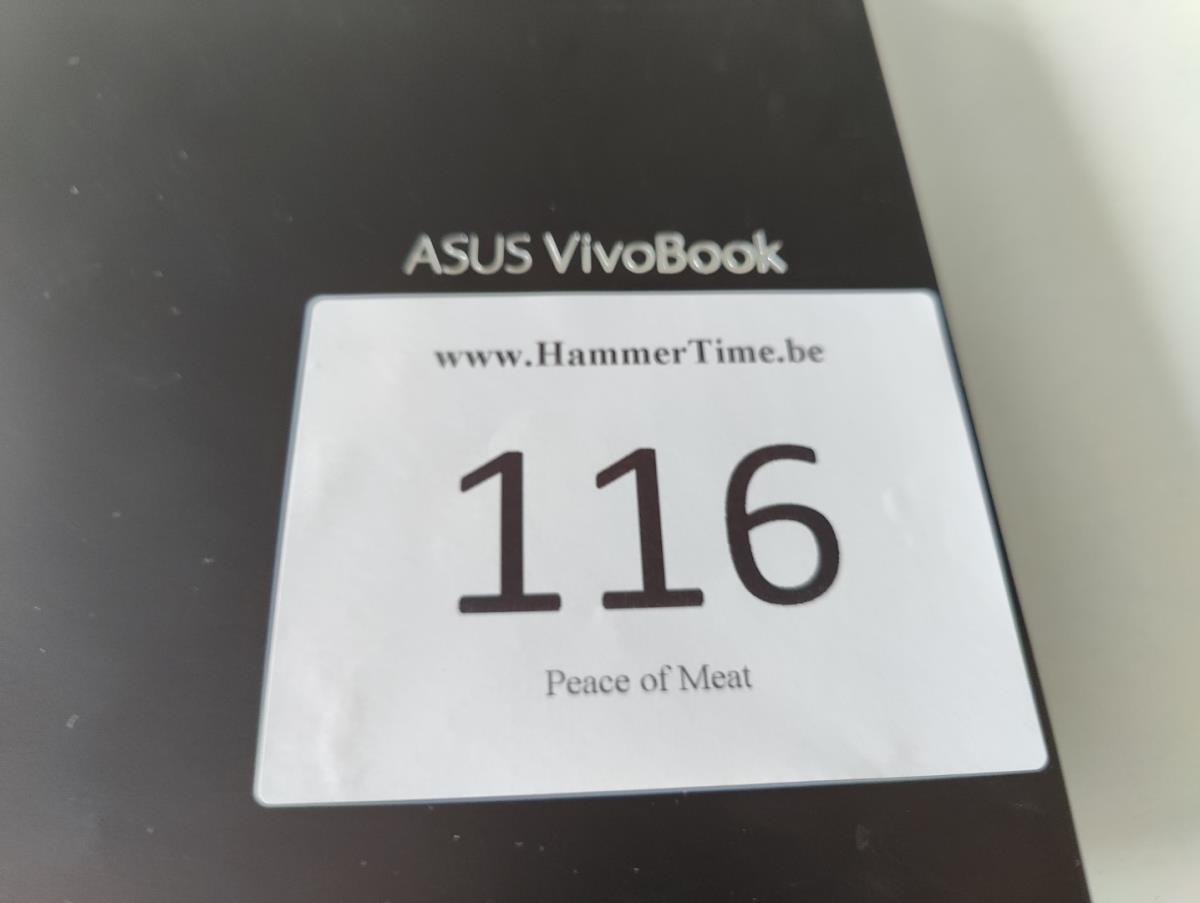 ASUS VivoBook
www.HammerTime.be
116
Peace of Meat